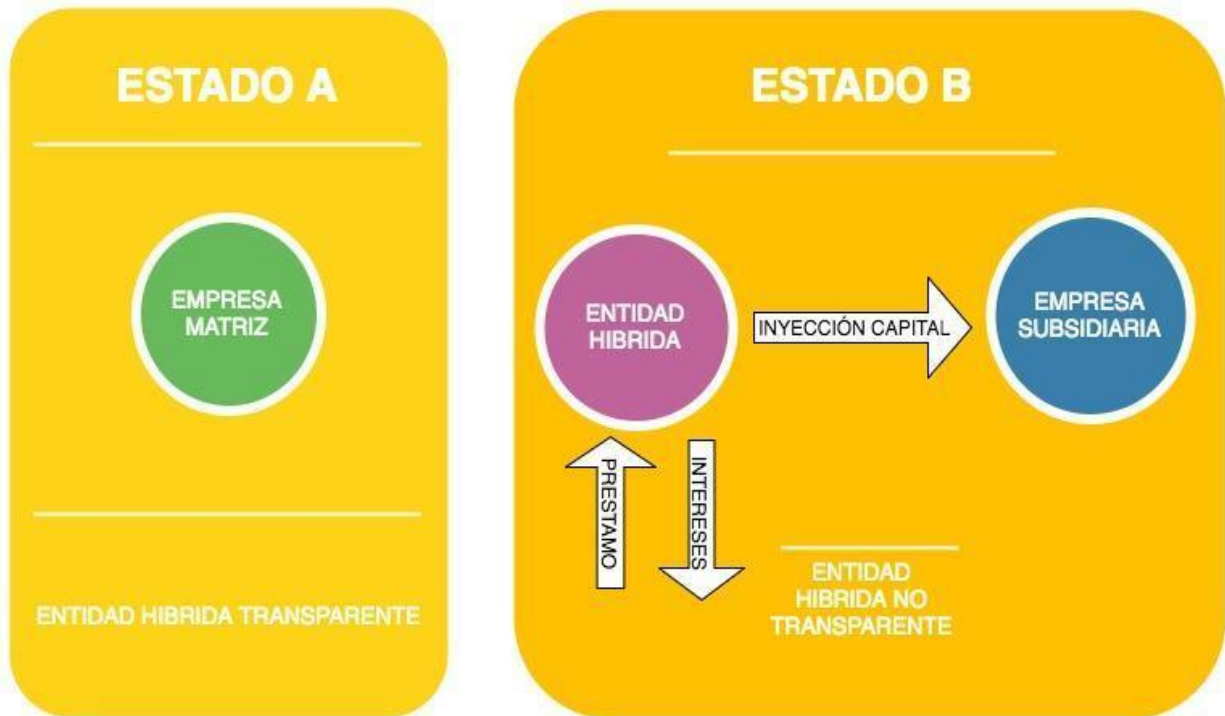 ESTADO A
EMPRESA
MATRIZ
ENTIDAD HIBRIDA TRANSPARENTE
ESTADO B
ENTIDAD
HIBRIDA
INYECCIÓN CAPITAL
EMPRESA
SUBSIDIARIA
PRESTAMO
INTERESES
ENTIDAD
HIBRIDA NO
TRANSPARENTE